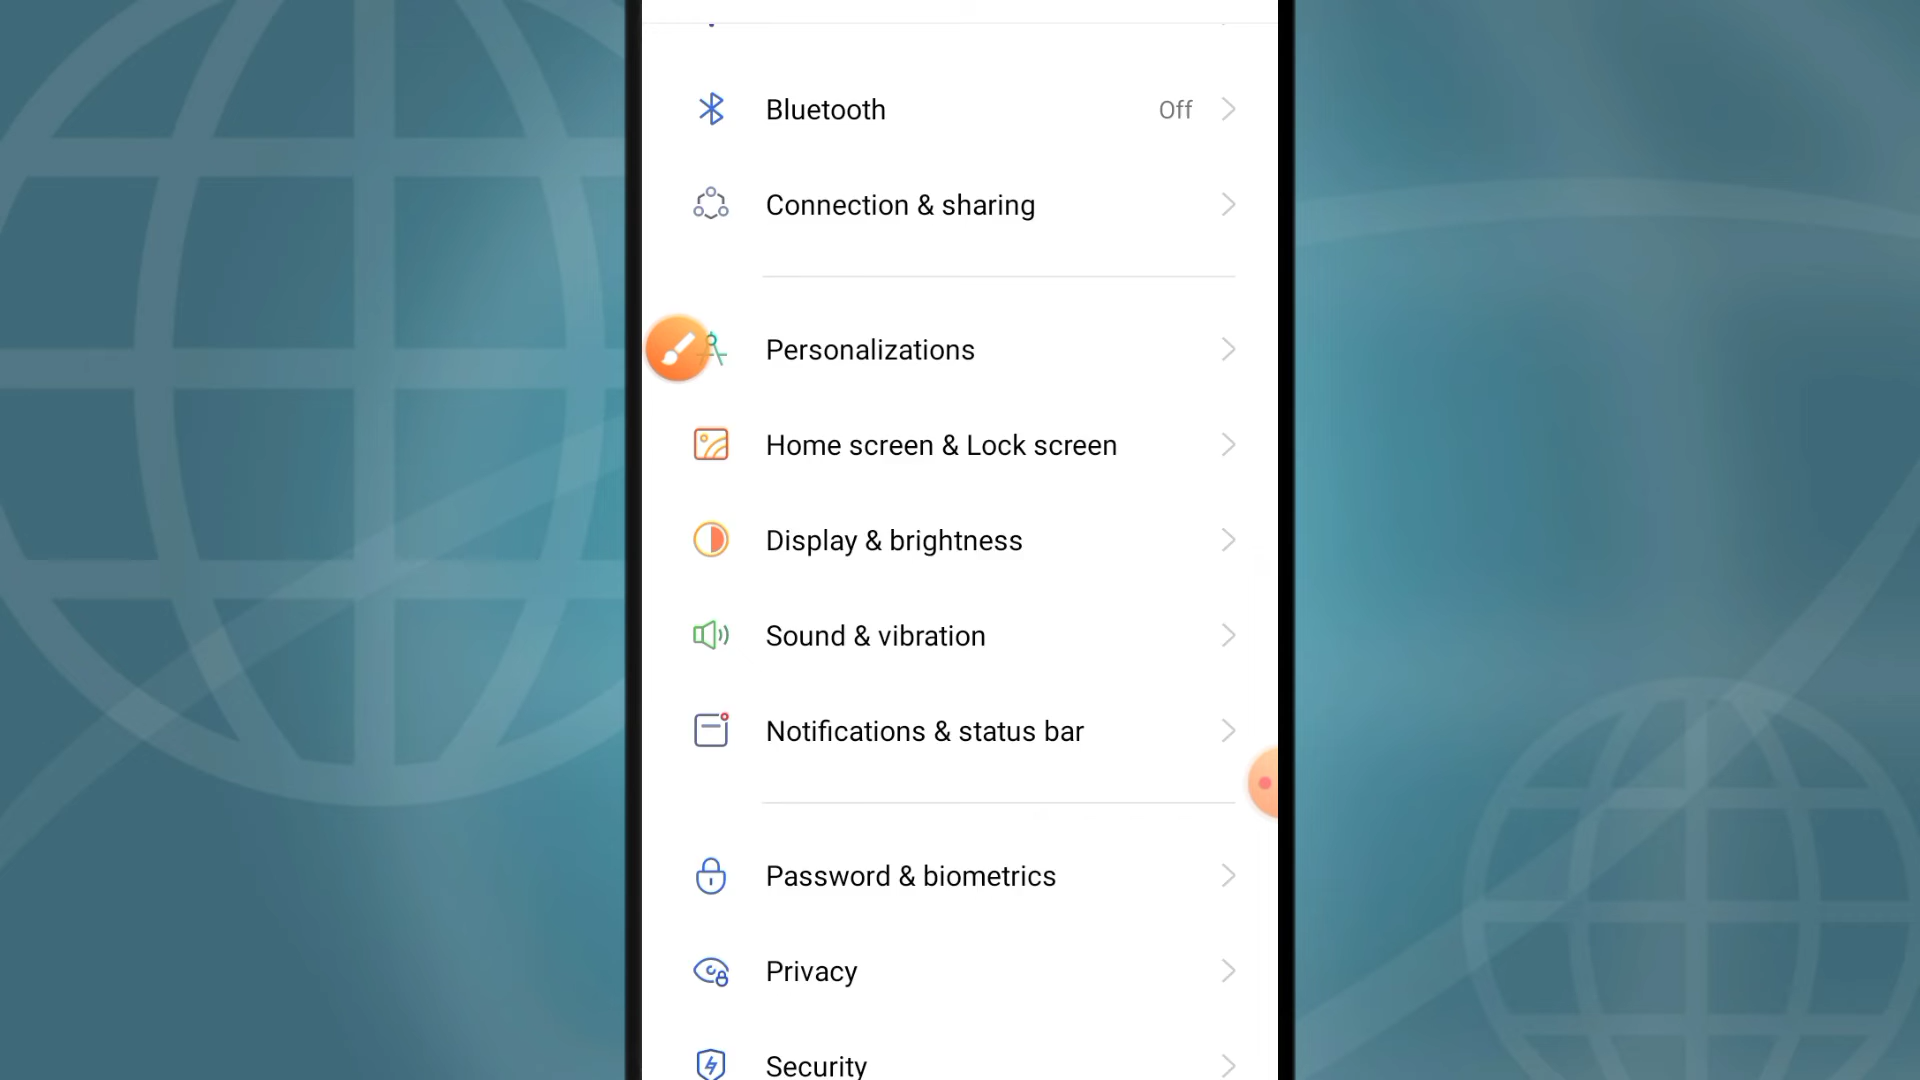 Bluetooth Off
Connection & sharing
Personalizations
Home screen & Lock screen
Display & brightness
Sound & vibration
Notifications & status bar
Password & biometrics
Privacy
Security